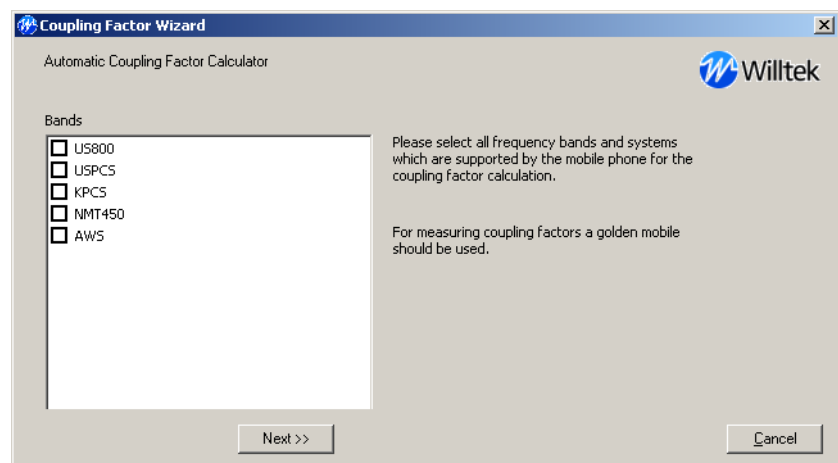 Coupling Factor Wizard
Automatic Coupling Factor Calculator
Willtek
Bands
US800
USPCS
KPCS
NMT450
AWS
Please select all frequency bands and systems
which are supported by the mobile phone for the
coupling factor calculation.
For measuring coupling factors a golden mobile
should be used.
Next >>
Cancel